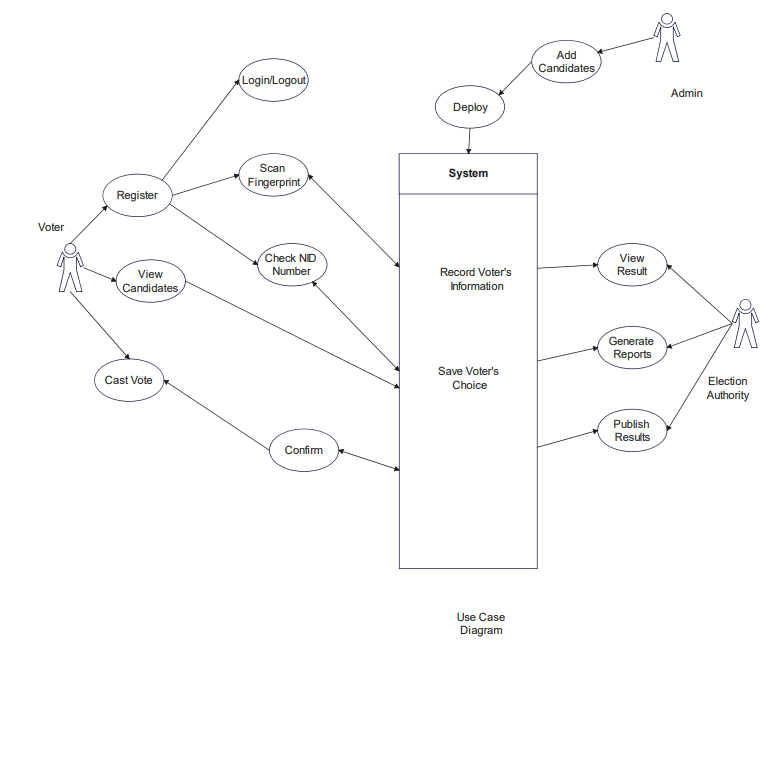 Add
Candidates
Admin
Login/Logout
Deploy
System
Scan
Fingerprint
Register
Voter
Check NID
Number
View
Candidates
Record Voter's
Information
View
Result
Generate
Reports
Save Voter's
Choice
Cast Vote
Election
Authority
Publish
Results
Confirm
Use Case
Diagram